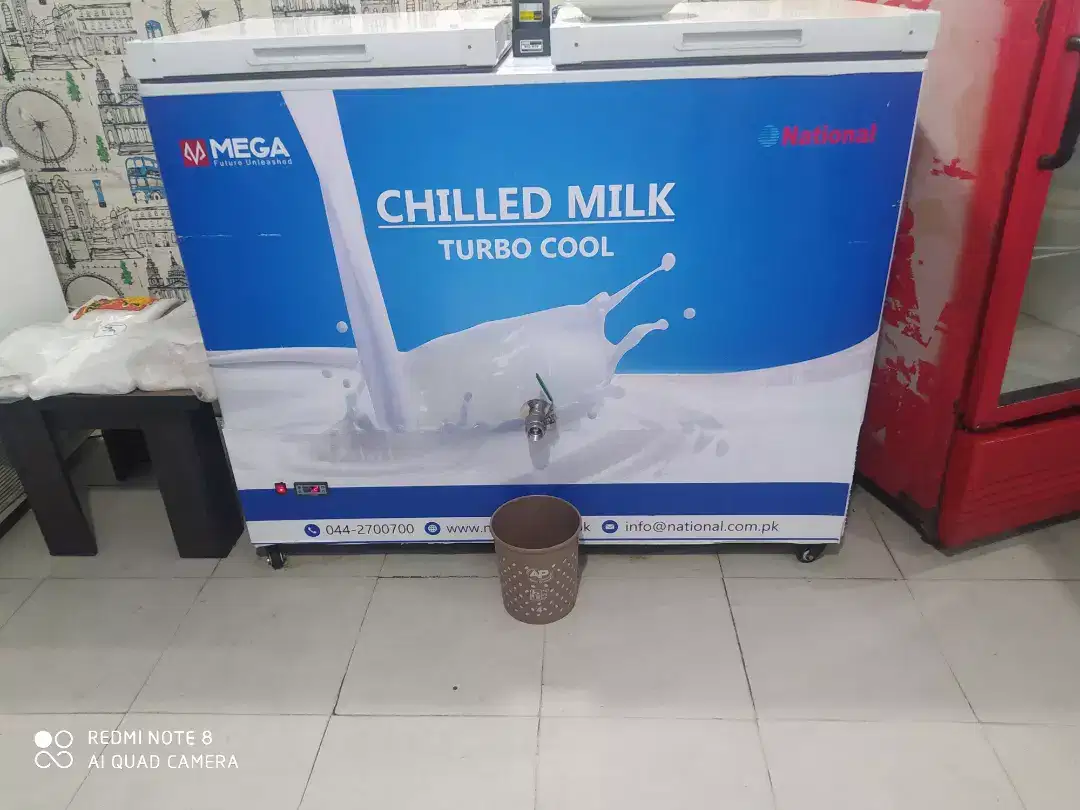 MEGA
Future Unleashed
National
CHILLED MILK
TURBO COOL
044-2700700
www.n
k
info@national.com.pk
AP
REDMI NOTE 8
AI QUAD CAMERA